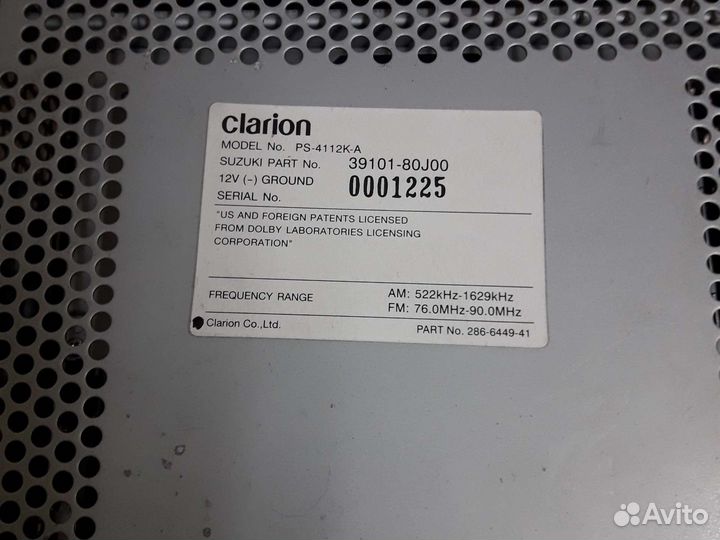 clarion
MODEL No. PS-4112K-A
SUZUKI PART No. 39101-80J00
12V (–) GROUND
SERIAL No. 0001225
"US AND FOREIGN PATENTS LICENSED
FROM DOLBY LABORATORIES LICENSING
CORPORATION"
FREQUENCY RANGE AM: 522kHz-1629kHz
FM: 76.0MHz-90.0MHz
Clarion Co.,Ltd. PART No. 286-6449-41
Avito